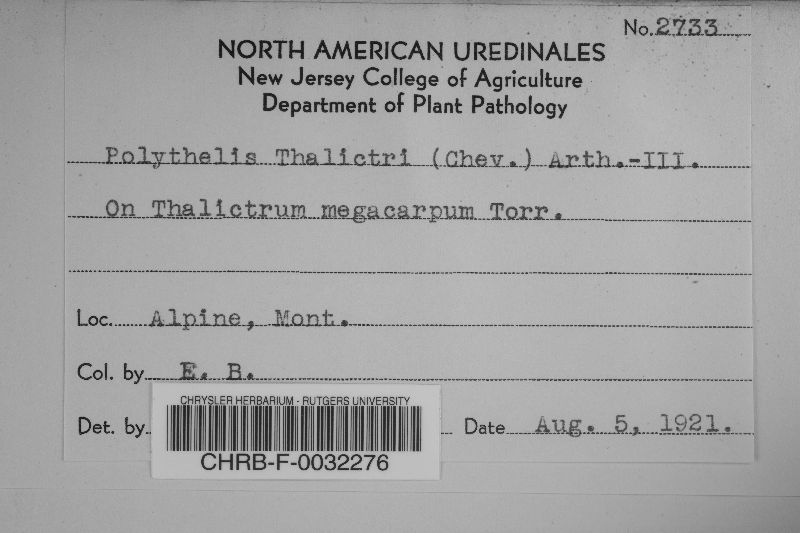 No. 2733
NORTH AMERICAN UREDINALES
New Jersey College of Agriculture
Department of Plant Pathology
Polythelis Thalictri (Chev.) Arth.-III.
On Thalictrum megacarpum Torr.
Loc. Alpine, Mont.
Col. by E. B.
Det. by
Date Aug. 5, 1921.
CHRYSLER HERBARIUM - RUTGERS UNIVERSITY
CHRB-F-0032276